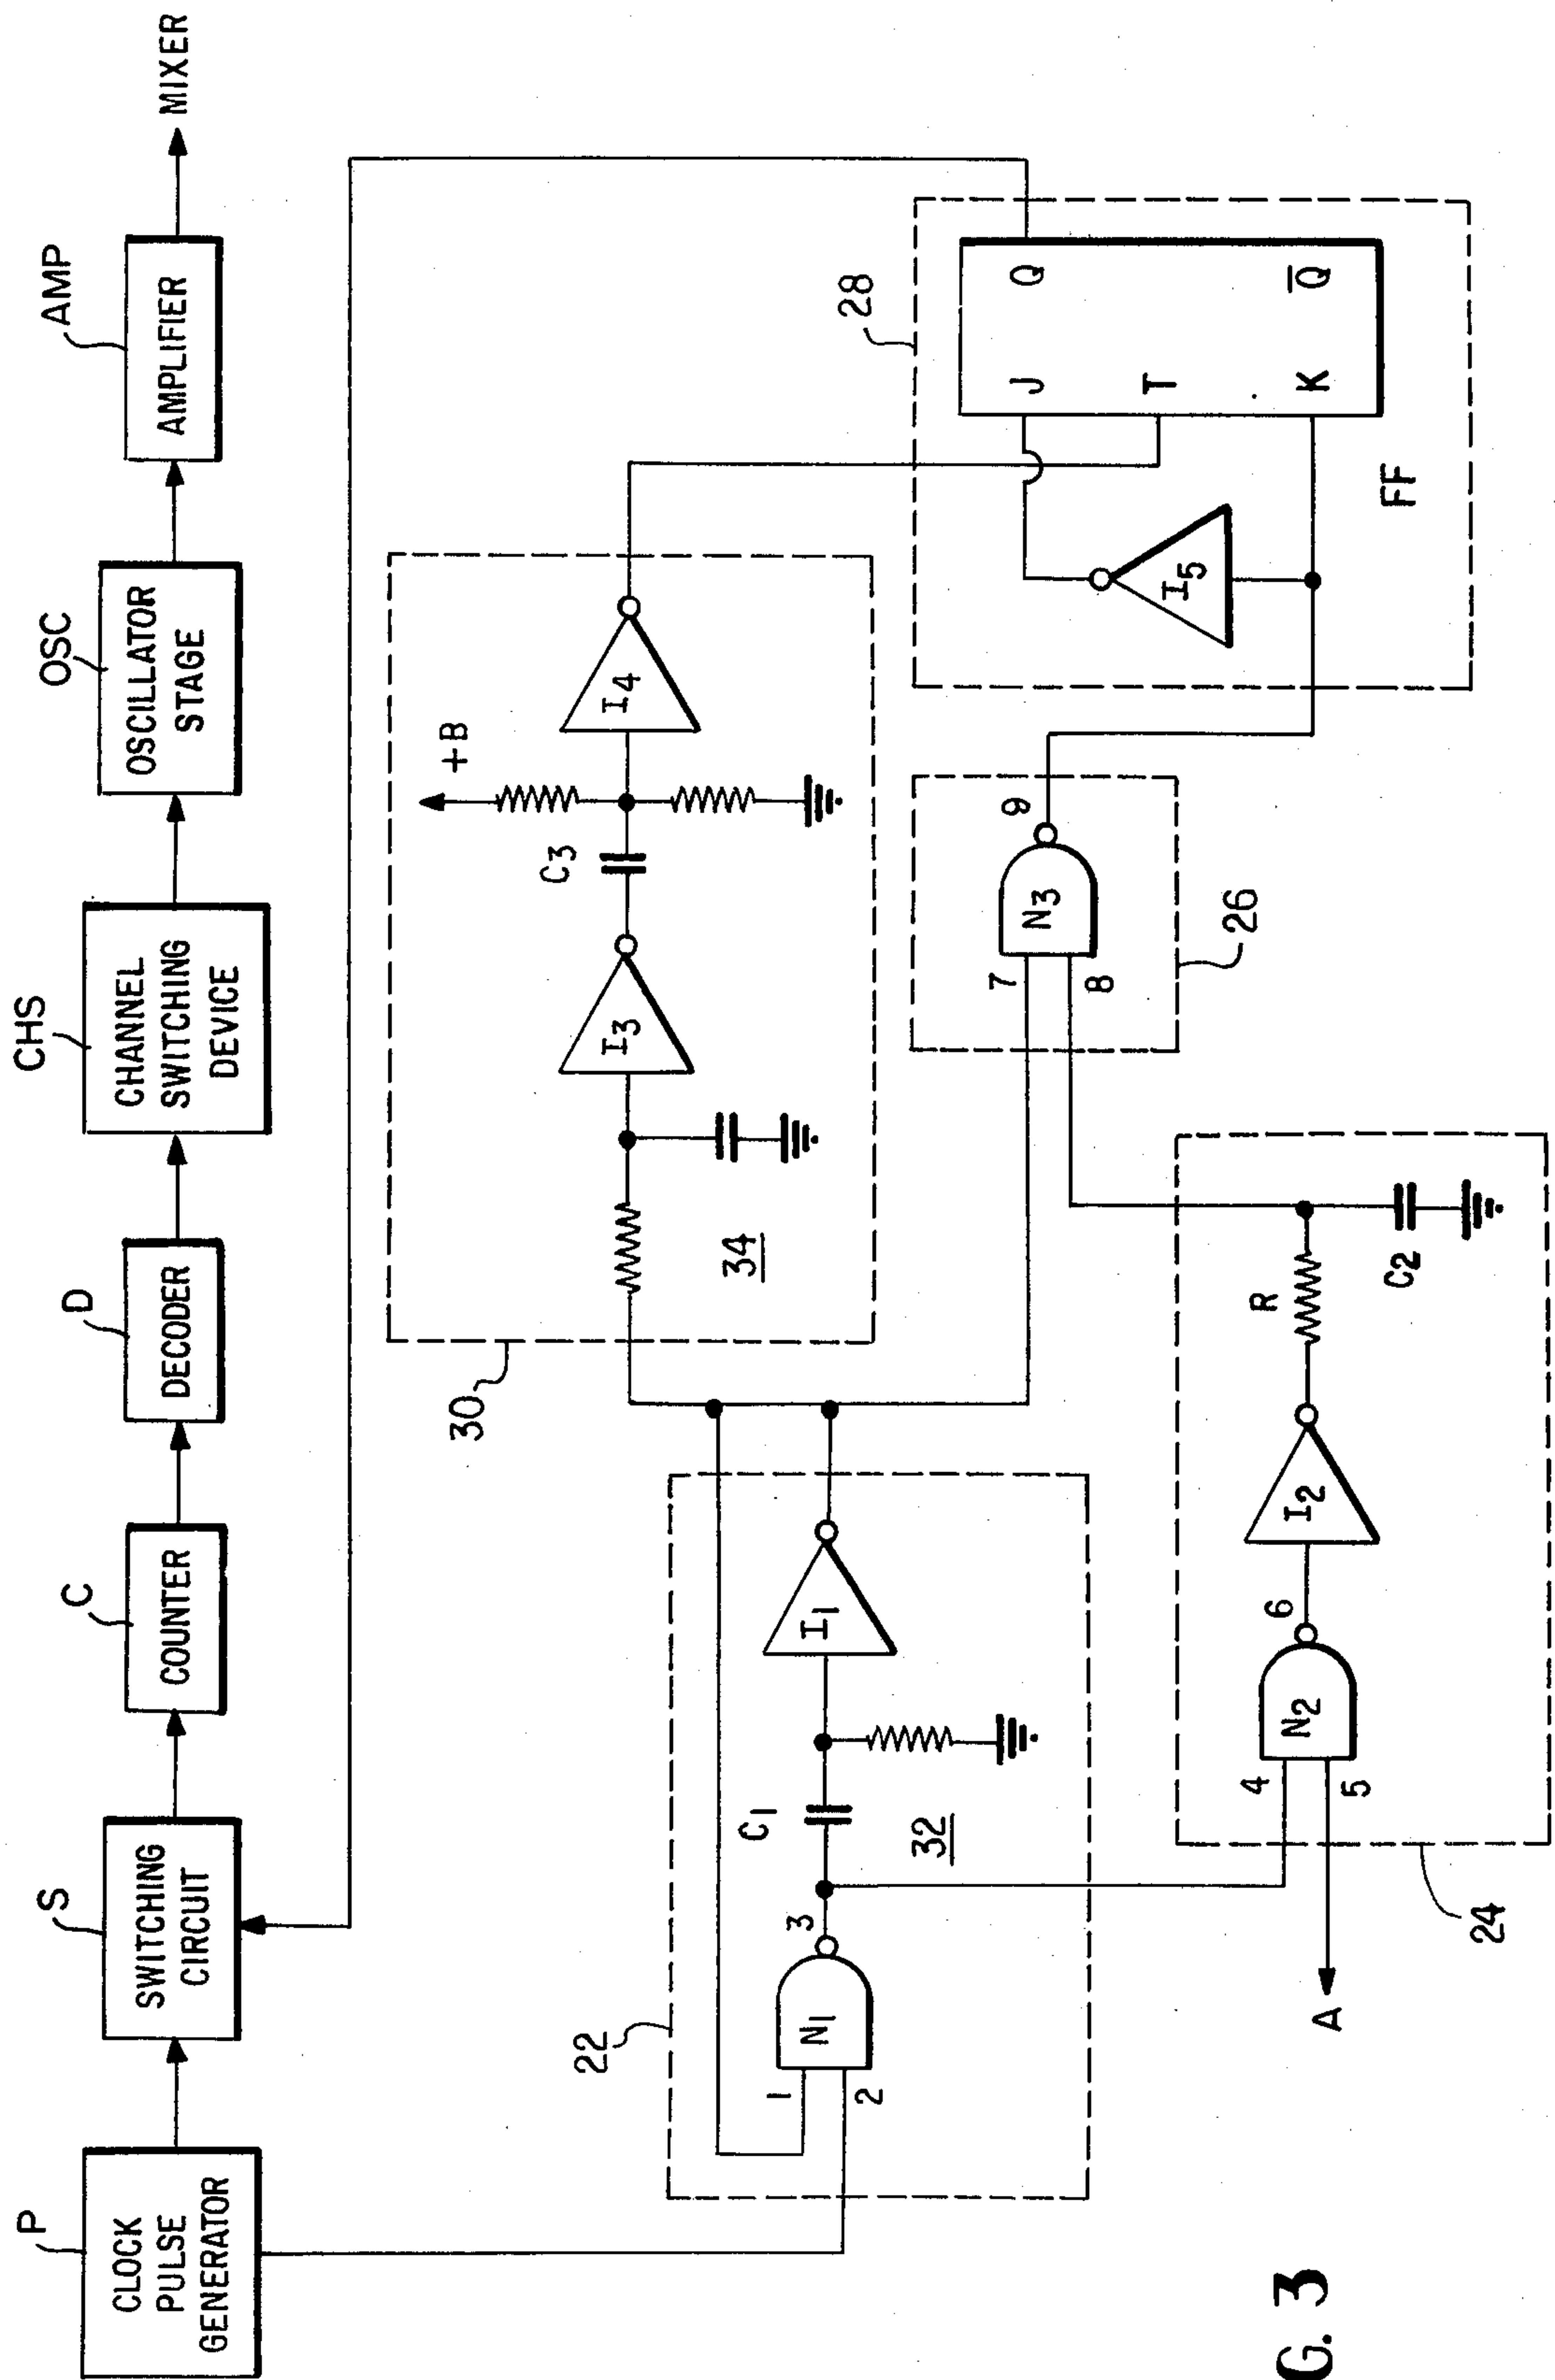 P
CLOCK
PULSE
GENERATOR
S
SWITCHING
CIRCUIT
C
COUNTER
D
DECODER
CHS
CHANNEL
SWITCHING
DEVICE
OSC
OSCILLATOR
STAGE
AMP
AMPLIFIER
MIXER
30
34
I3
C3
+B
I4
22
1
2
N1
3
C1
32
I1
7
8
N3
9
26
28
J
Q
T
K
Q̅
I5
FF
A
4
5
N2
6
I2
R
C2
24
G. 3